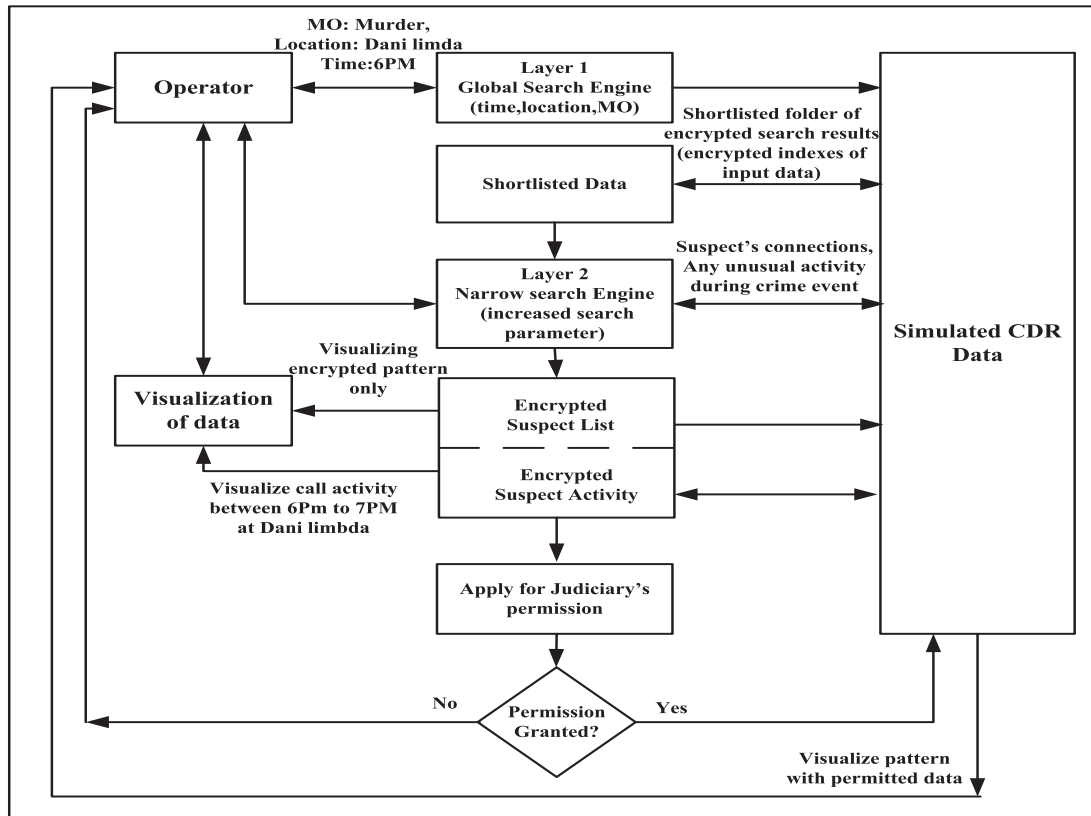 MO: Murder,
Location: Dani limda
Time:6PM
Operator
Layer 1
Global Search Engine
(time,location,MO)
Shortlisted folder of
encrypted search results
(encrypted indexes of
input data)
Shortlisted Data
Suspect's connections,
Any unusual activity
during crime event
Layer 2
Narrow search Engine
(increased search
parameter)
Simulated CDR
Data
Visualizing
encrypted pattern
only
Visualization
of data
Encrypted
Suspect List
Encrypted
Suspect Activity
Visualize call activity
between 6Pm to 7PM
at Dani limbda
Apply for Judiciary's
permission
No
Permission
Granted?
Yes
Visualize pattern
with permitted data